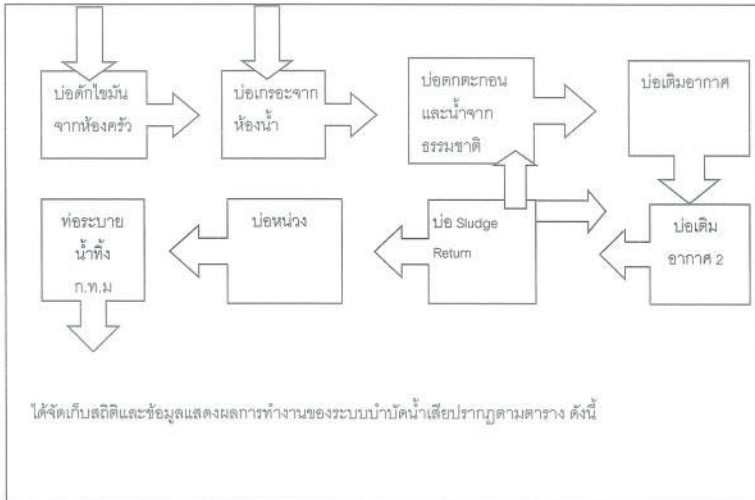 บ่อดักไขมัน
จากห้องครัว
บ่อเกรอะจาก
ห้องน้ำ
บ่อตกตะกอน
และน้ำจาก
ธรรมชาติ
บ่อเติมอากาศ
ท่อระบาย
น้ำทิ้ง
ก.ท.ม
บ่อหน่วง
บ่อ Sludge
Return
บ่อเติม
อากาศ 2
ได้จัดเก็บสถิติและข้อมูลแสดงผลการทำงานของระบบบำบัดน้ำเสียปรากฏตามตาราง ดังนี้